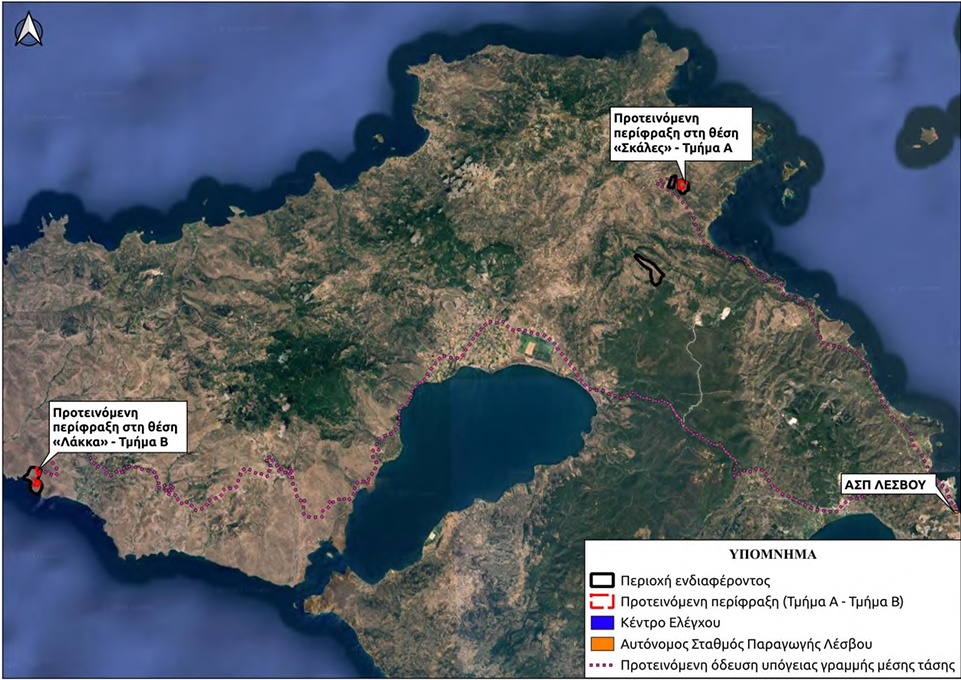 Προτεινόμενη
περίφραξη στη θέση
«Σκάλες» - Τμήμα Α
Προτεινόμενη
περίφραξη στη θέση
«Λάκκα» - Τμήμα Β
ΑΣΠ ΛΕΣΒΟΥ
ΥΠΟΜΝΗΜΑ
Περιοχή ενδιαφέροντος
Προτεινόμενη περίφραξη (Τμήμα Α - Τμήμα Β)
Κέντρο Ελέγχου
Αυτόνομος Σταθμός Παραγωγής Λέσβου
Προτεινόμενη όδευση υπόγειας γραμμής μέσης τάσης